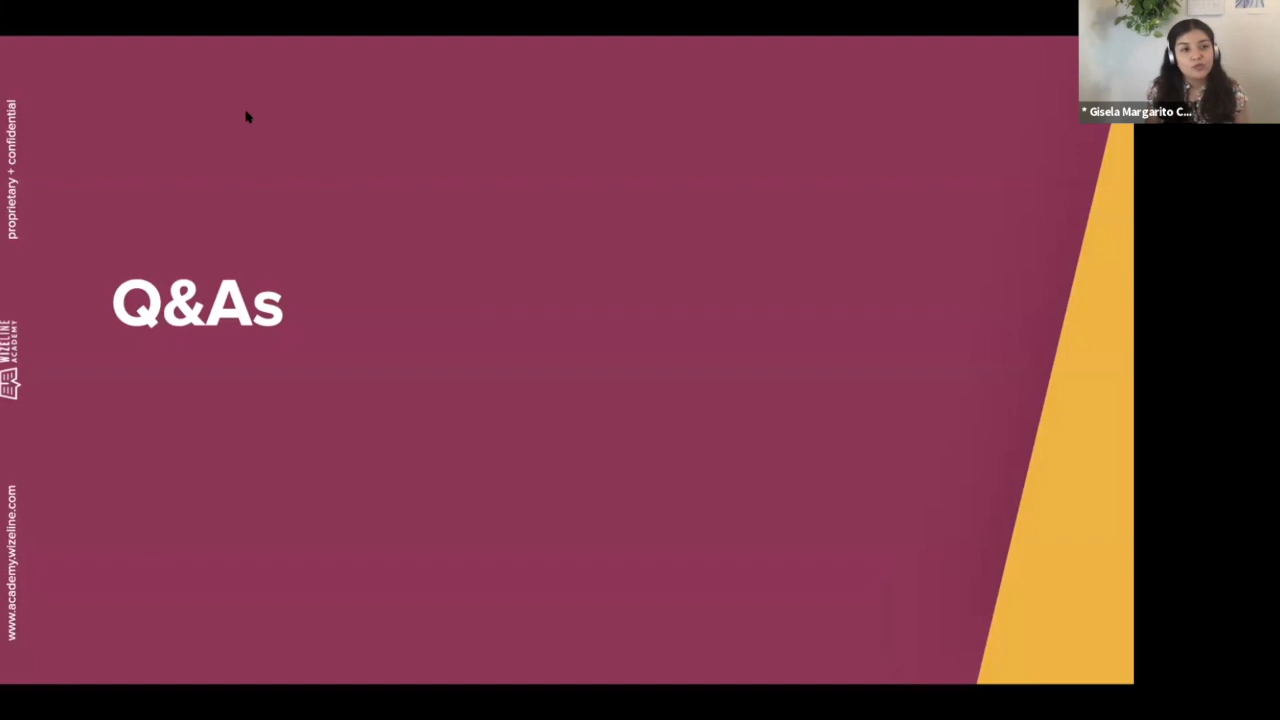 Q&As
proprietary + confidential
WIZELINE
ACADEMY
www.academy.wizeline.com
* Gisela Margarito C...